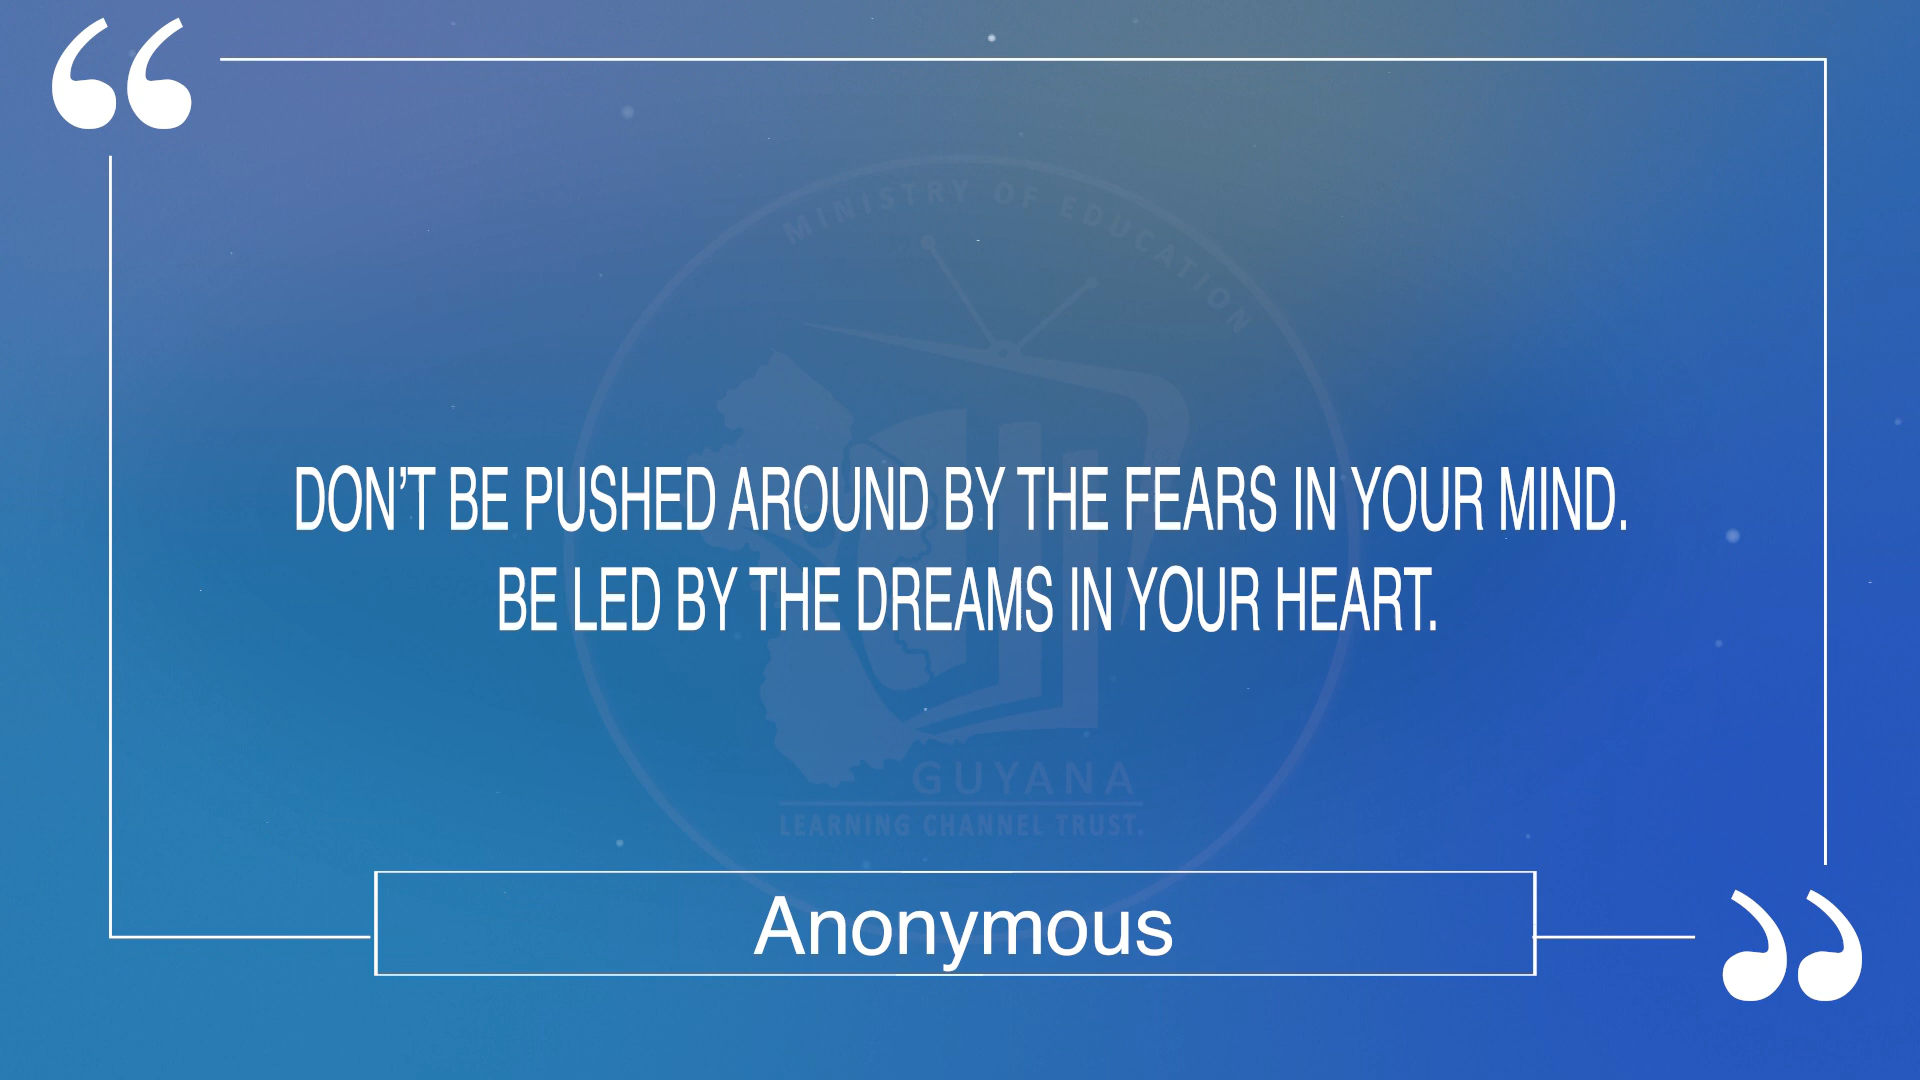 MINISTRY OF EDUCATION
DON’T BE PUSHED AROUND BY THE FEARS IN YOUR MIND.
BE LED BY THE DREAMS IN YOUR HEART.
GUYANA
LEARNING CHANNEL TRUST.
Anonymous